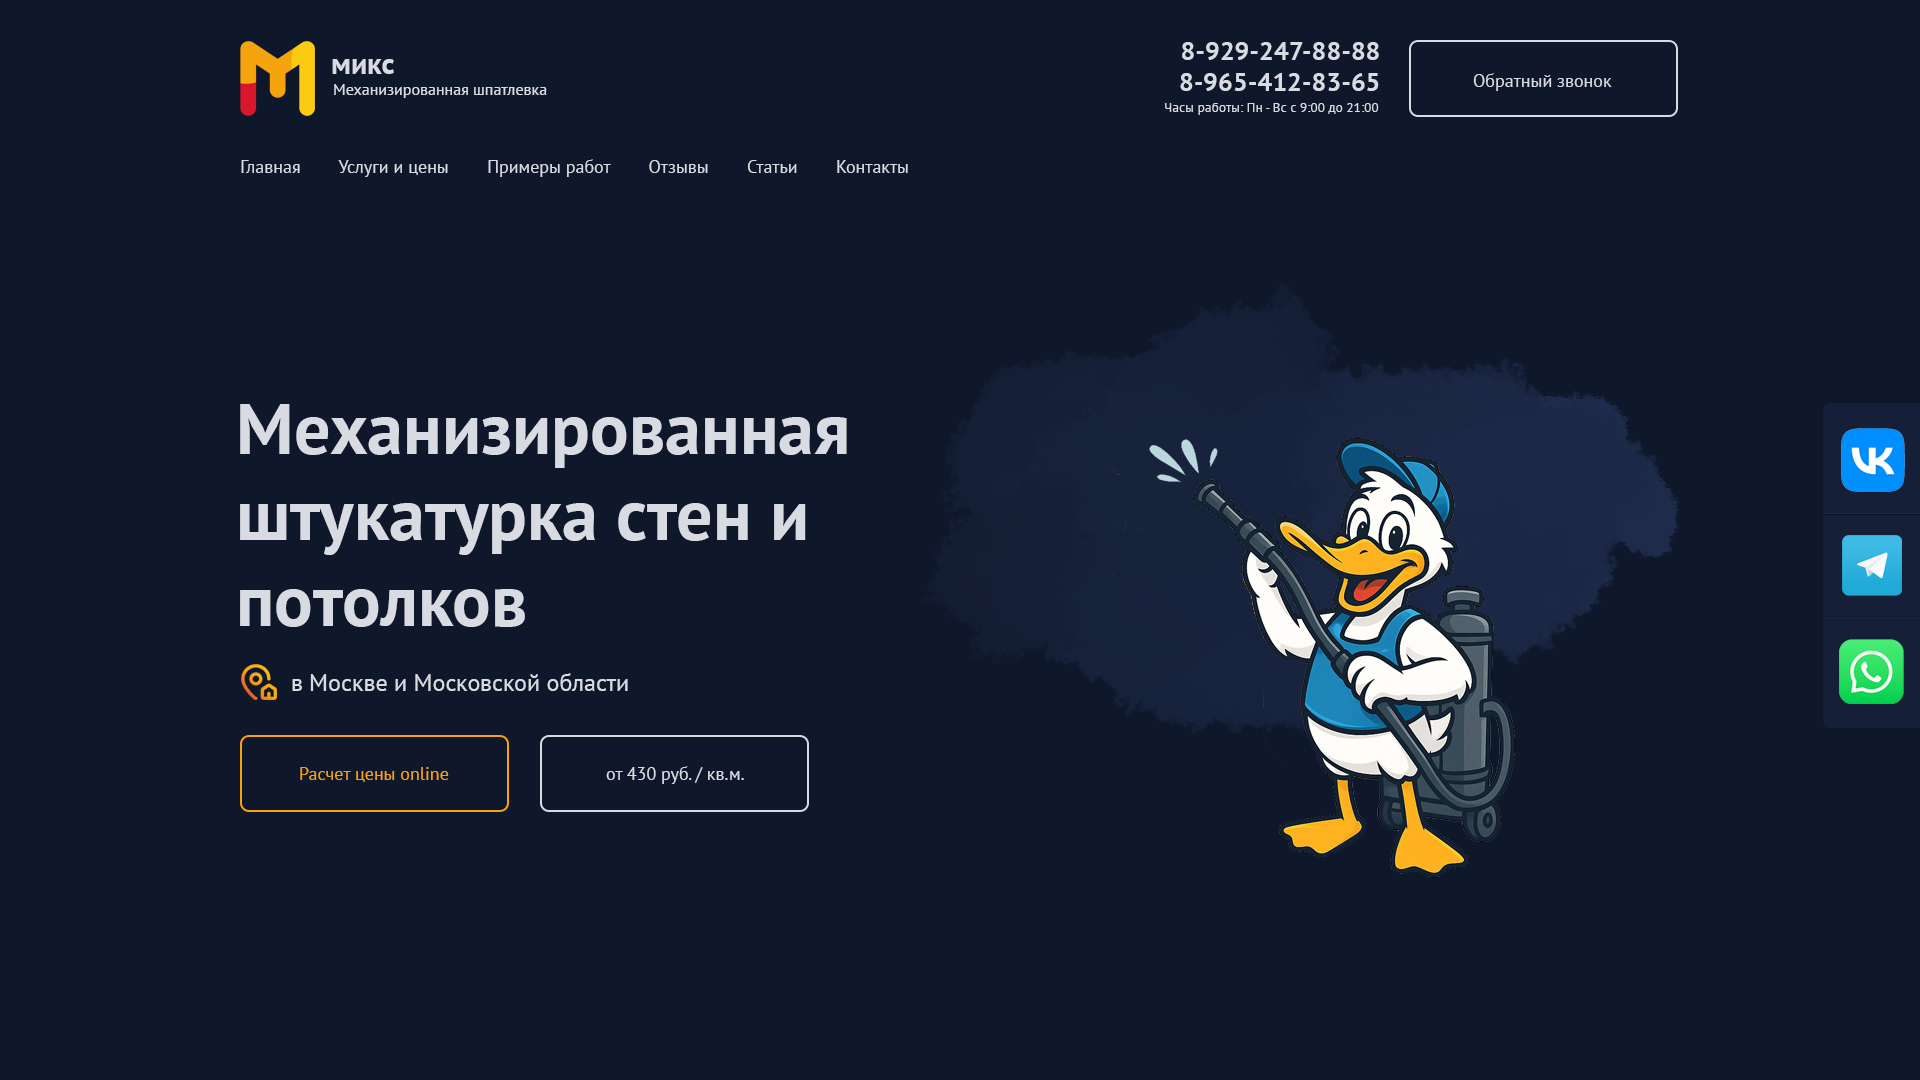 микс
Механизированная шпатлевка
8-929-247-88-88
8-965-412-83-65
Часы работы: Пн - Вс с 9:00 до 21:00
Обратный звонок
Главная
Услуги и цены
Примеры работ
Отзывы
Статьи
Контакты
Механизированная
штукатурка стен и
потолков
в Москве и Московской области
Расчет цены online
от 430 руб. / кв.м.